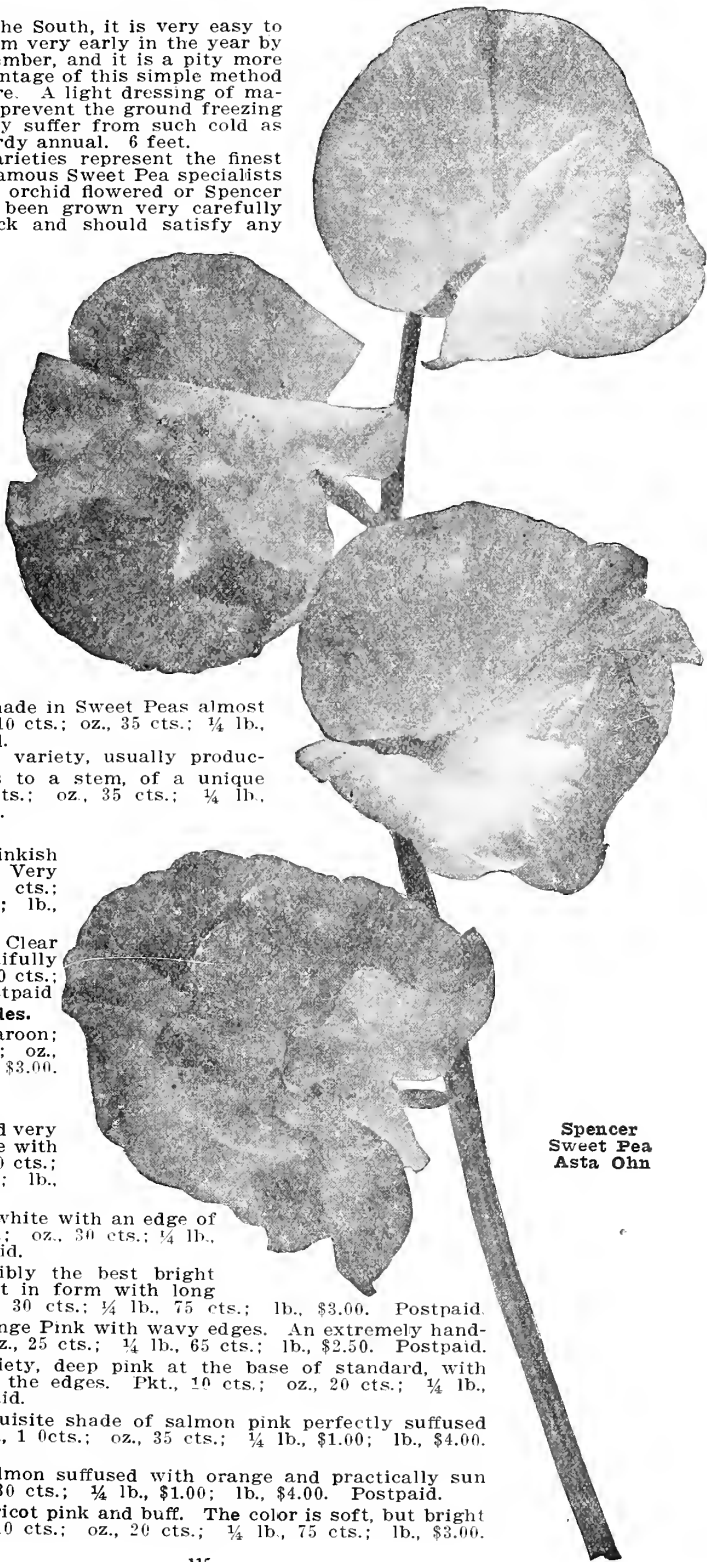 he South, it is very easy to
m very early in the year by
mber, and it is a pity more
ntage of this simple method
re. A light dressing of ma-
prevent the ground freezing
y suffer from such cold as
rdy annual. 6 feet.
arieties represent the finest
amous Sweet Pea specialists
orchid flowered or Spencer
been grown very carefully
ck and should satisfy any
nade in Sweet Peas almost
10 cts.; oz., 35 cts.; ¼ lb.,
d.
variety, usually produc-
s to a stem, of a unique
cts.; oz., 35 cts.; ¼ lb.,
.
inkish
Very
cts.;
; lb.,
Clear
tifully
0 cts.;
stpaid
les.
aroon;
; oz.,
$3.00.
d very
e with
0 cts.;
; lb.,
Spencer
Sweet Pea
Asta Ohn
white with an edge of
; oz., 30 cts.; ¼ lb.,
id.
ibly the best bright
t in form with long
30 cts.; ¼ lb., 75 cts.; lb., $3.00. Postpaid.
nge Pink with wavy edges. An extremely hand-
z., 25 cts.; ¼ lb., 65 cts.; lb., $2.50. Postpaid.
iety, deep pink at the base of standard, with
the edges. Pkt., 10 cts.; oz., 20 cts.; ¼ lb.,
id.
uisite shade of salmon pink perfectly suffused
., 1 0cts.; oz., 35 cts.; ¼ lb., $1.00; lb., $4.00.
lmon suffused with orange and practically sun
30 cts.; ¼ lb., $1.00; lb., $4.00. Postpaid.
ricot pink and buff. The color is soft, but bright
10 cts.; oz., 20 cts.; ¼ lb., 75 cts.; lb., $3.00.